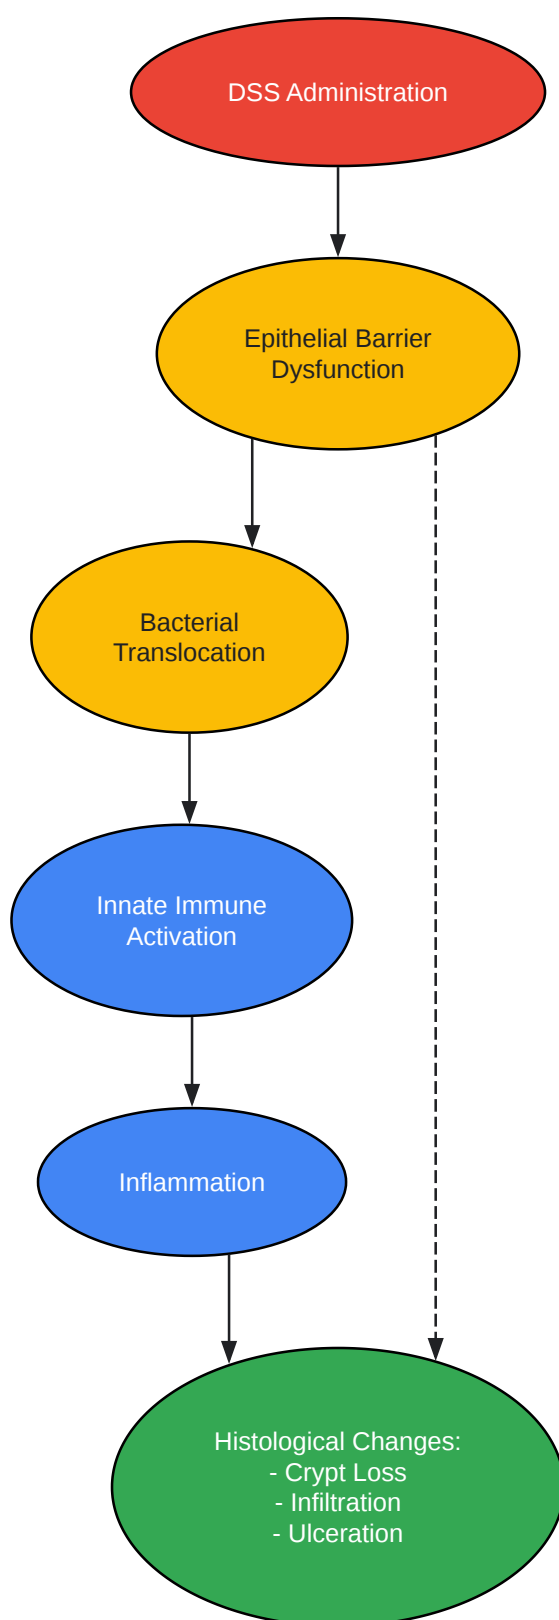 DSS Administration
Epithelial Barrier
Dysfunction
Bacterial
Translocation
Innate Immune
Activation
Inflammation
Histological Changes:
- Crypt Loss
- Infiltration
- Ulceration